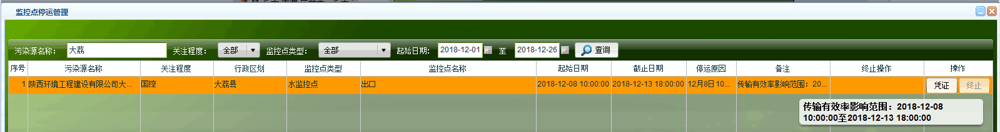 监控点停运管理
污染源名称： 大荔 关注程度： 全部 监控点类型： 全部 起始日期： 2018-12-01 至 2018-12-26 查询
序号 污染源名称 关注程度 行政区划 监控点类型 监控点名称 起始日期 截止日期 停运原因 备注 终止操作 操作
1 陕西环境工程建设有限公司大... 国控 大荔县 水监控点 出口 2018-12-08 10:00:00 2018-12-13 18:00:00 12月8日10... 传输有效率影响范围：20... 凭证 终止
传输有效率影响范围：2018-12-08
10:00:00至2018-12-13 18:00:00